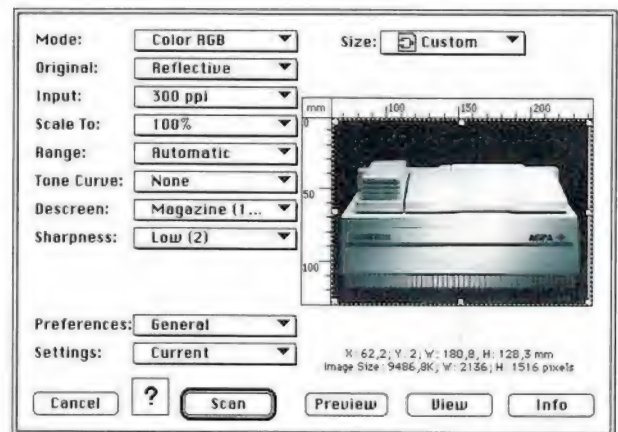 Mode: Color RGB
Size: Custom
Original: Reflective
Input: 300 ppi
Scale To: 100%
Range: Automatic
Tone Curve: None
Descreen: Magazine (1...
Sharpness: Low (2)
mm 100 150 200
0
50
100
AGFA
Preferences: General
Settings: Current
X: 62,2; Y: 2; W: 180,8, H: 128,3 mm
Image Size: 9486,8K; W: 2136; H: 1516 pixels
Cancel ? Scan Preview View Info